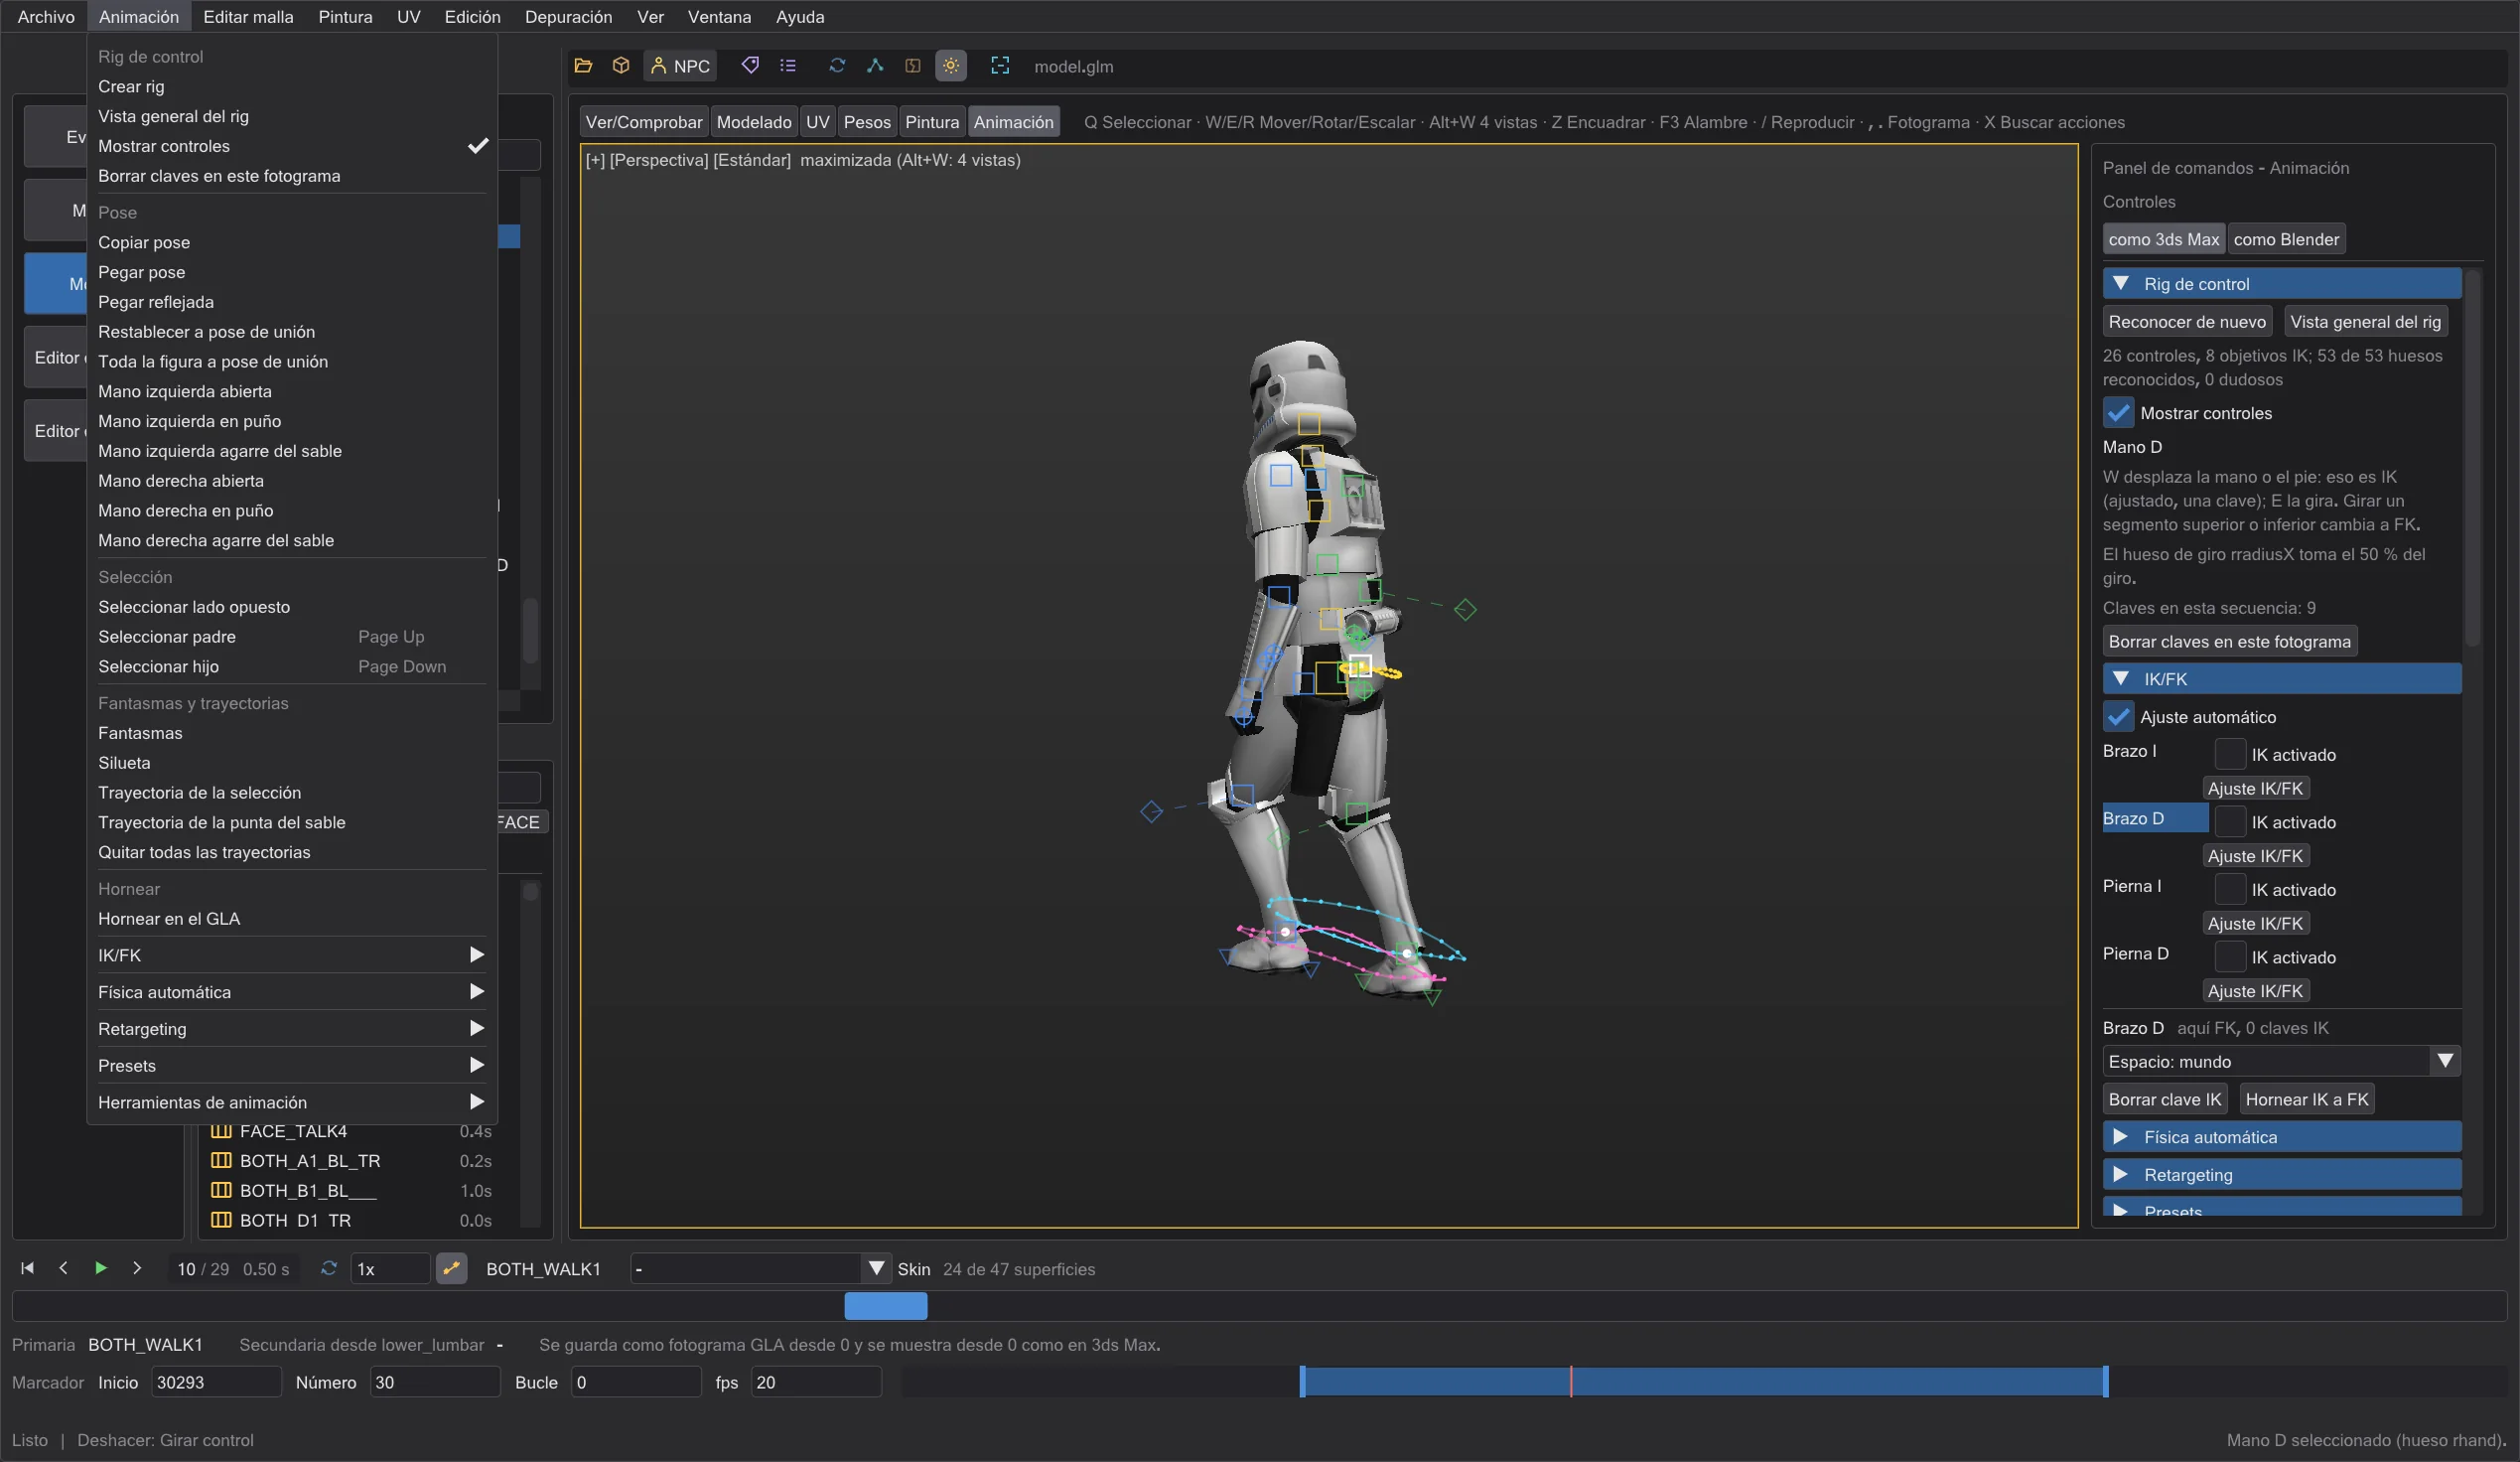 Archivo Animación Editar malla Pintura UV Edición Depuración Ver Ventana Ayuda
Rig de control
Crear rig
Vista general del rig
Mostrar controles
Borrar claves en este fotograma
Pose
Copiar pose
Pegar pose
Pegar reflejada
Restablecer a pose de unión
Toda la figura a pose de unión
Mano izquierda abierta
Mano izquierda en puño
Mano izquierda agarre del sable
Mano derecha abierta
Mano derecha en puño
Mano derecha agarre del sable
Selección
Seleccionar lado opuesto
Seleccionar padre Page Up
Seleccionar hijo Page Down
Fantasmas y trayectorias
Fantasmas
Silueta
Trayectoria de la selección
Trayectoria de la punta del sable
Quitar todas las trayectorias
Hornear
Hornear en el GLA
IK/FK
Física automática
Retargeting
Presets
Herramientas de animación
Editor
Editor
D
FACE
FACE_TALK4 0.4s
BOTH_A1_BL_TR 0.2s
BOTH_B1_BL___ 1.0s
BOTH_D1_TR 0.0s
NPC model.glm
Ver/Comprobar Modelado UV Pesos Pintura Animación Q Seleccionar · W/E/R Mover/Rotar/Escalar · Alt+W 4 vistas · Z Encuadrar · F3 Alambre · / Reproducir · , . Fotograma · X Buscar acciones
[+] [Perspectiva] [Estándar] maximizada (Alt+W: 4 vistas)
Panel de comandos - Animación
Controles
como 3ds Max como Blender
Rig de control
Reconocer de nuevo Vista general del rig
26 controles, 8 objetivos IK; 53 de 53 huesos
reconocidos, 0 dudosos
Mostrar controles
Mano D
W desplaza la mano o el pie: eso es IK
(ajustado, una clave); E la gira. Girar un
segmento superior o inferior cambia a FK.
El hueso de giro rradiusX toma el 50 % del
giro.
Claves en esta secuencia: 9
Borrar claves en este fotograma
IK/FK
Ajuste automático
Brazo I IK activado
Ajuste IK/FK
Brazo D IK activado
Ajuste IK/FK
Pierna I IK activado
Ajuste IK/FK
Pierna D IK activado
Ajuste IK/FK
Brazo D aquí FK, 0 claves IK
Espacio: mundo
Borrar clave IK Hornear IK a FK
Física automática
Retargeting
Presets
10 / 29 0.50 s 1x BOTH_WALK1 - Skin 24 de 47 superficies
Primaria BOTH_WALK1 Secundaria desde lower_lumbar - Se guarda como fotograma GLA desde 0 y se muestra desde 0 como en 3ds Max.
Marcador Inicio 30293 Número 30 Bucle 0 fps 20
Listo | Deshacer: Girar control
Mano D seleccionado (hueso rhand).